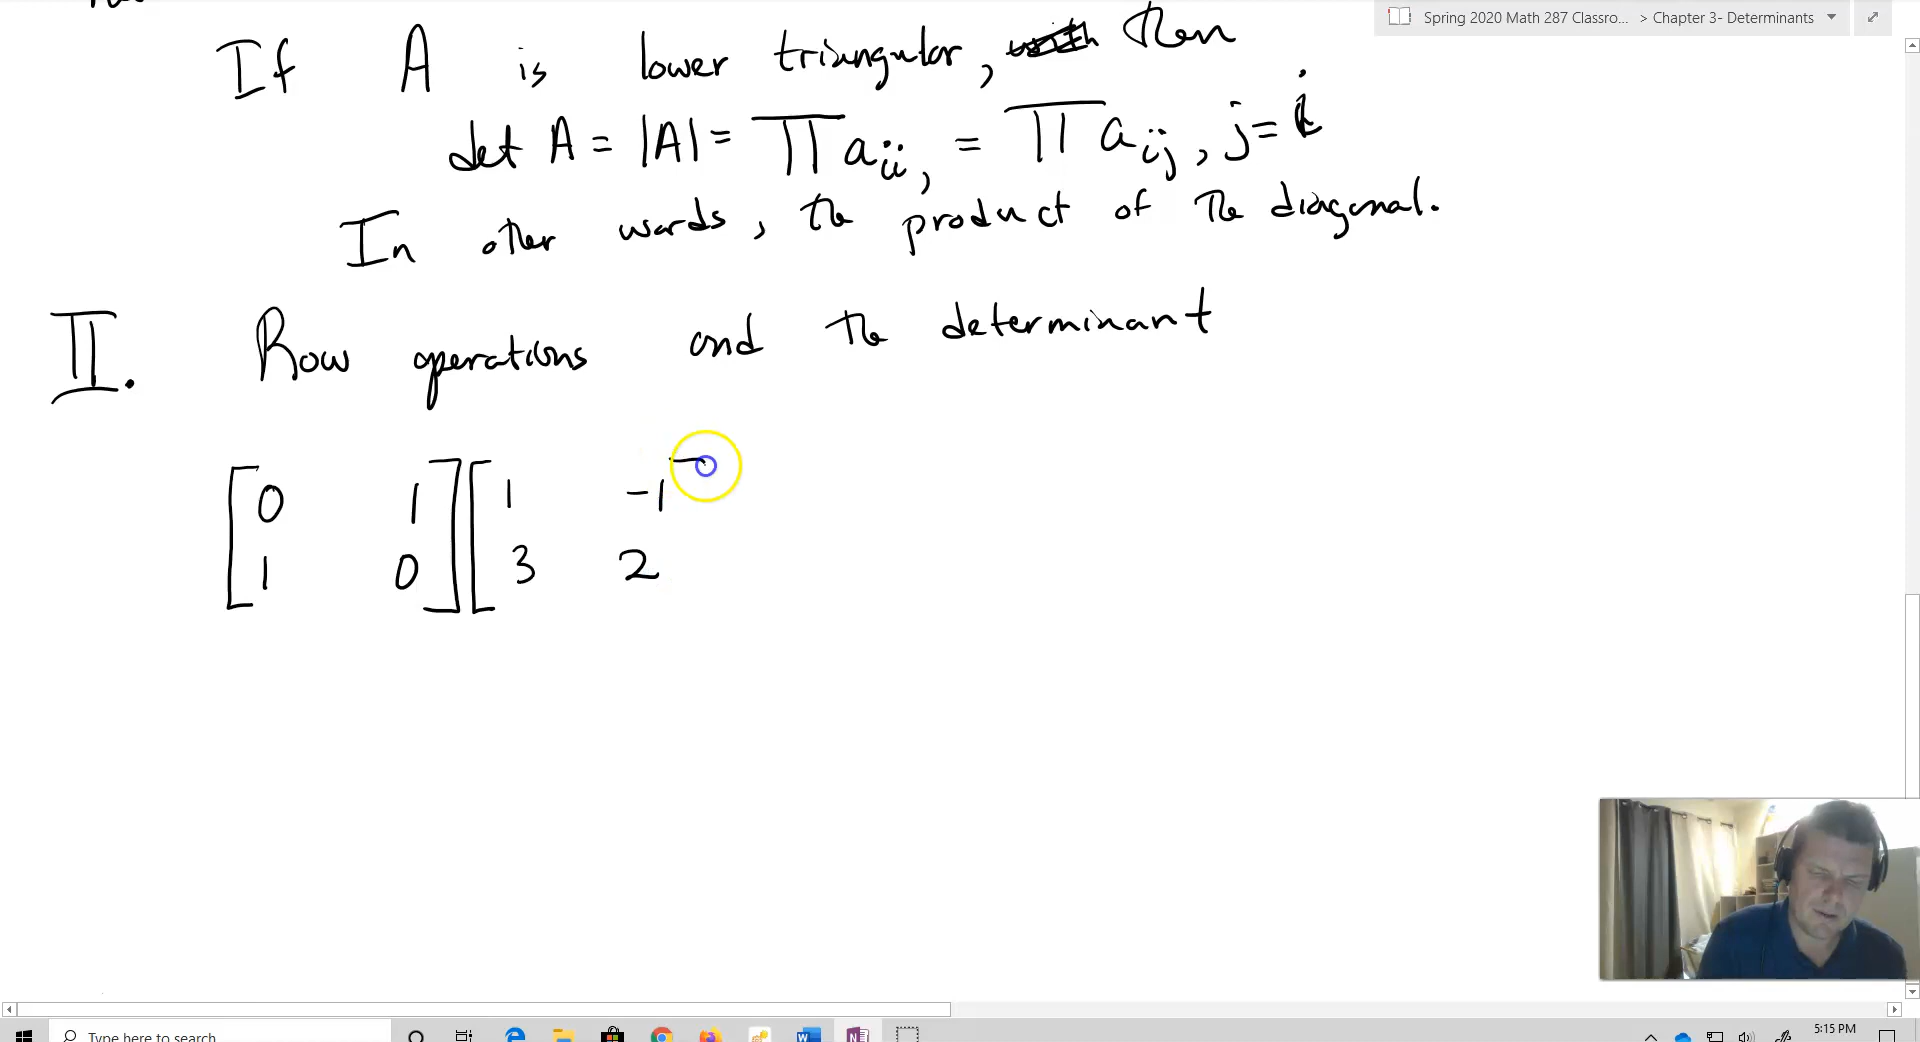 Spring 2020 Math 287 Classro... > Chapter 3- Determinants
If A is lower triangular, then
det A = |A| = ∏ aᵢᵢ, = ∏ aᵢⱼ, j = i
In other words, the product of the diagonal.
II. Row operations and the determinant
[0 1] [1 -1
[1 0] [3 2
Type here to search
5:15 PM